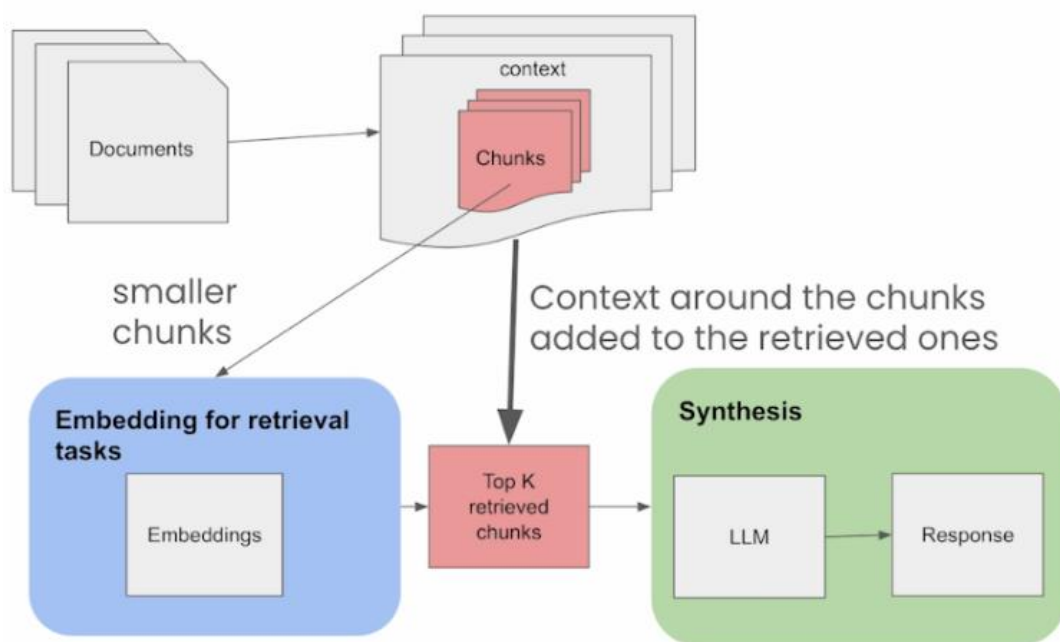 context
Documents
Chunks
smaller
chunks
Context around the chunks
added to the retrieved ones
Embedding for retrieval
tasks
Embeddings
Top K
retrieved
chunks
Synthesis
LLM
Response